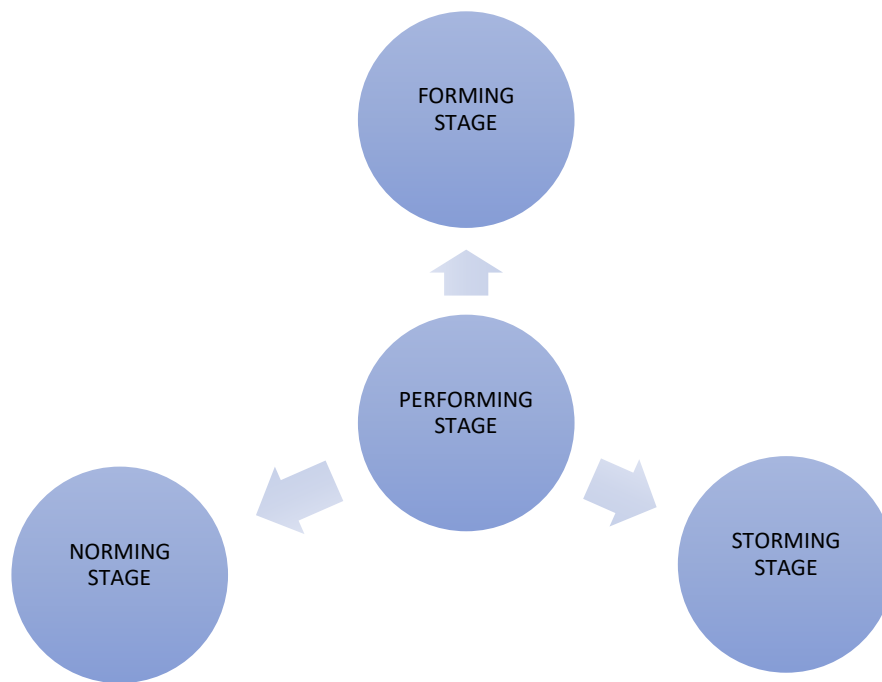 FORMING
STAGE
PERFORMING
STAGE
NORMING
STAGE
STORMING
STAGE